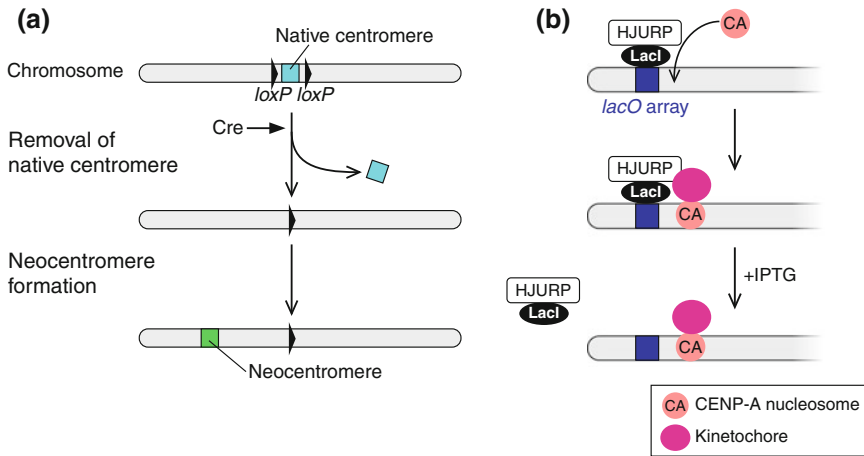 (a)
Native centromere
Chromosome
loxP loxP
Cre
Removal of
native centromere
Neocentromere
formation
Neocentromere
(b)
HJURP
LacI
CA
lacO array
HJURP
LacI
CA
+IPTG
HJURP
LacI
CA
CA CENP-A nucleosome
Kinetochore